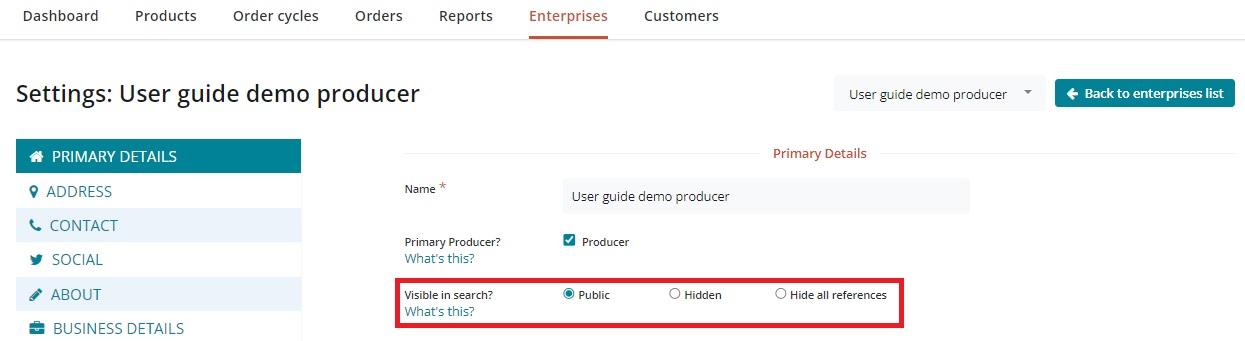 Dashboard Products Order cycles Orders Reports Enterprises Customers
Settings: User guide demo producer
User guide demo producer
Back to enterprises list
PRIMARY DETAILS
ADDRESS
CONTACT
SOCIAL
ABOUT
BUSINESS DETAILS
Primary Details
Name * User guide demo producer
Primary Producer? Producer
What's this?
Visible in search? Public Hidden Hide all references
What's this?